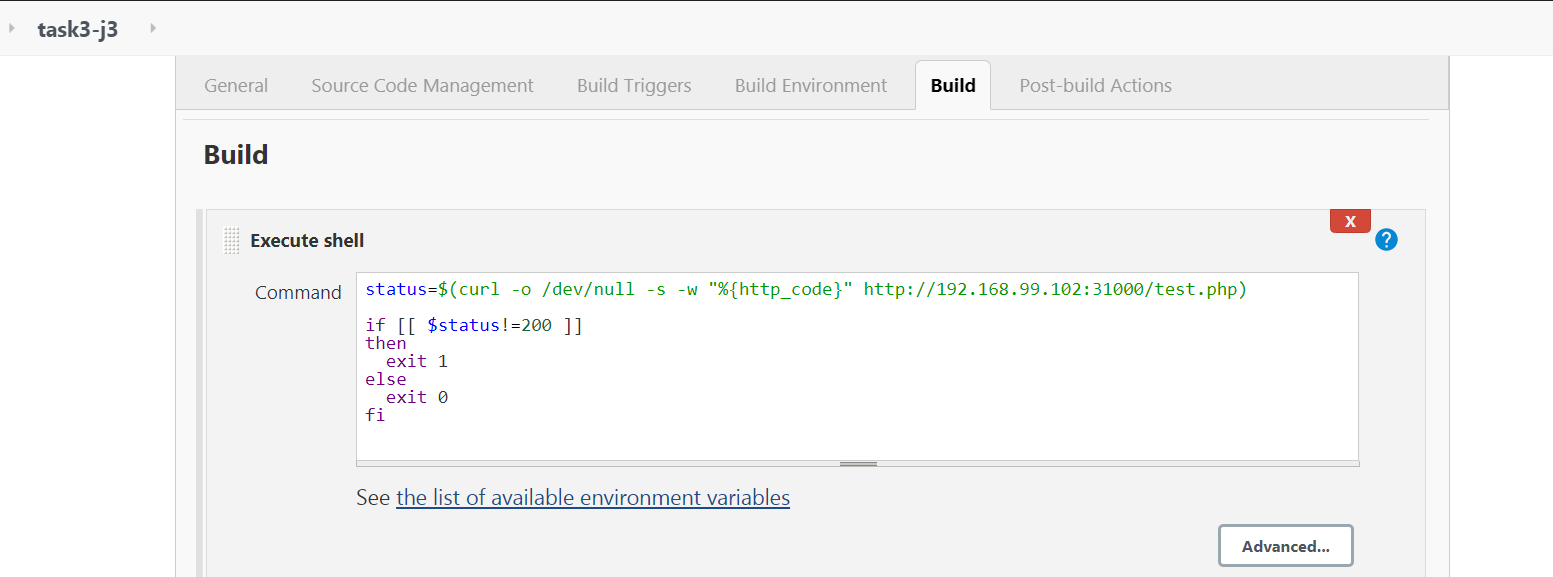 task3-j3
General Source Code Management Build Triggers Build Environment Build Post-build Actions
Build
X
Execute shell
?
Command
status=$(curl -o /dev/null -s -w "%{http_code}" http://192.168.99.102:31000/test.php)
if [[ $status!=200 ]]
then
  exit 1
else
  exit 0
fi
See the list of available environment variables
Advanced...